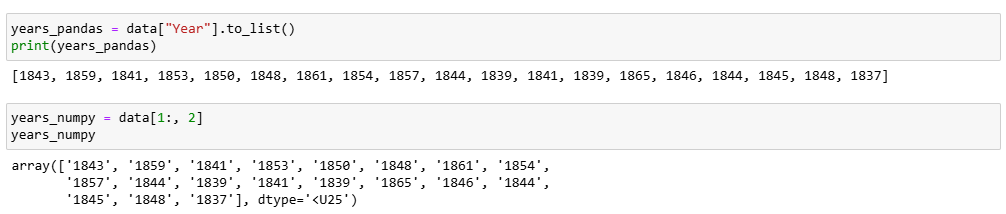 years_pandas = data["Year"].to_list()
print(years_pandas)
[1843, 1859, 1841, 1853, 1850, 1848, 1861, 1854, 1857, 1844, 1839, 1841, 1839, 1865, 1846, 1844, 1845, 1848, 1837]
years_numpy = data[1:, 2]
years_numpy
array(['1843', '1859', '1841', '1853', '1850', '1848', '1861', '1854',
'1857', '1844', '1839', '1841', '1839', '1865', '1846', '1844',
'1845', '1848', '1837'], dtype='<U25')